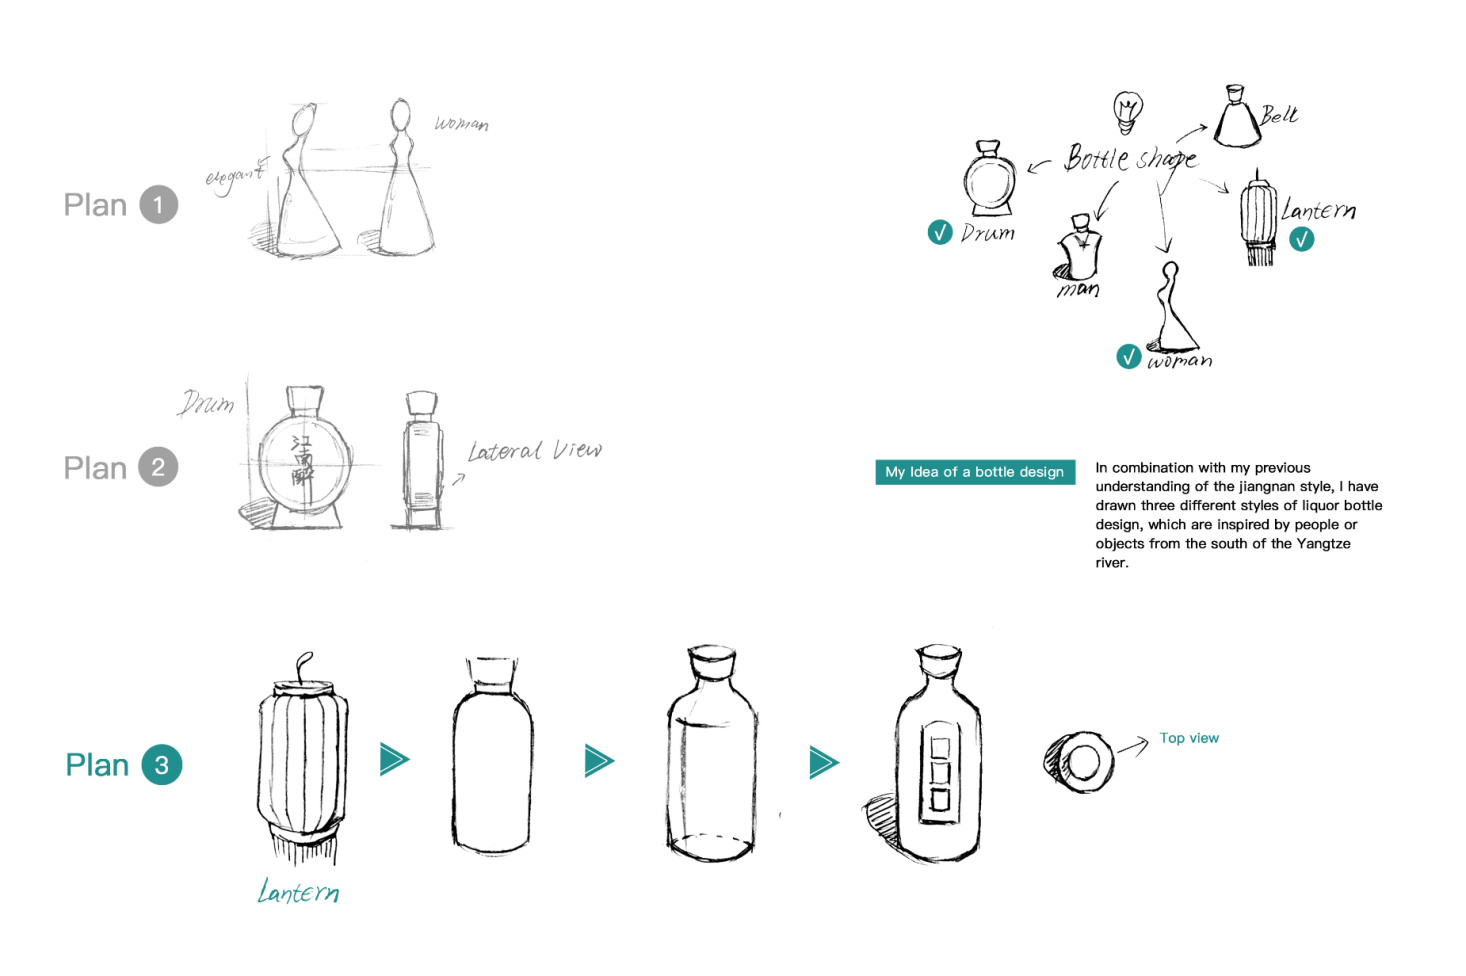 woman
elegant
Plan 1
Drum
江
南
醉
Lateral View
Plan 2
Plan 3
Lantern
Top view
Bottle shape
Belt
Lantern
Drum
man
woman
My Idea of a bottle design
In combination with my previous
understanding of the jiangnan style, I have
drawn three different styles of liquor bottle
design, which are inspired by people or
objects from the south of the Yangtze
river.